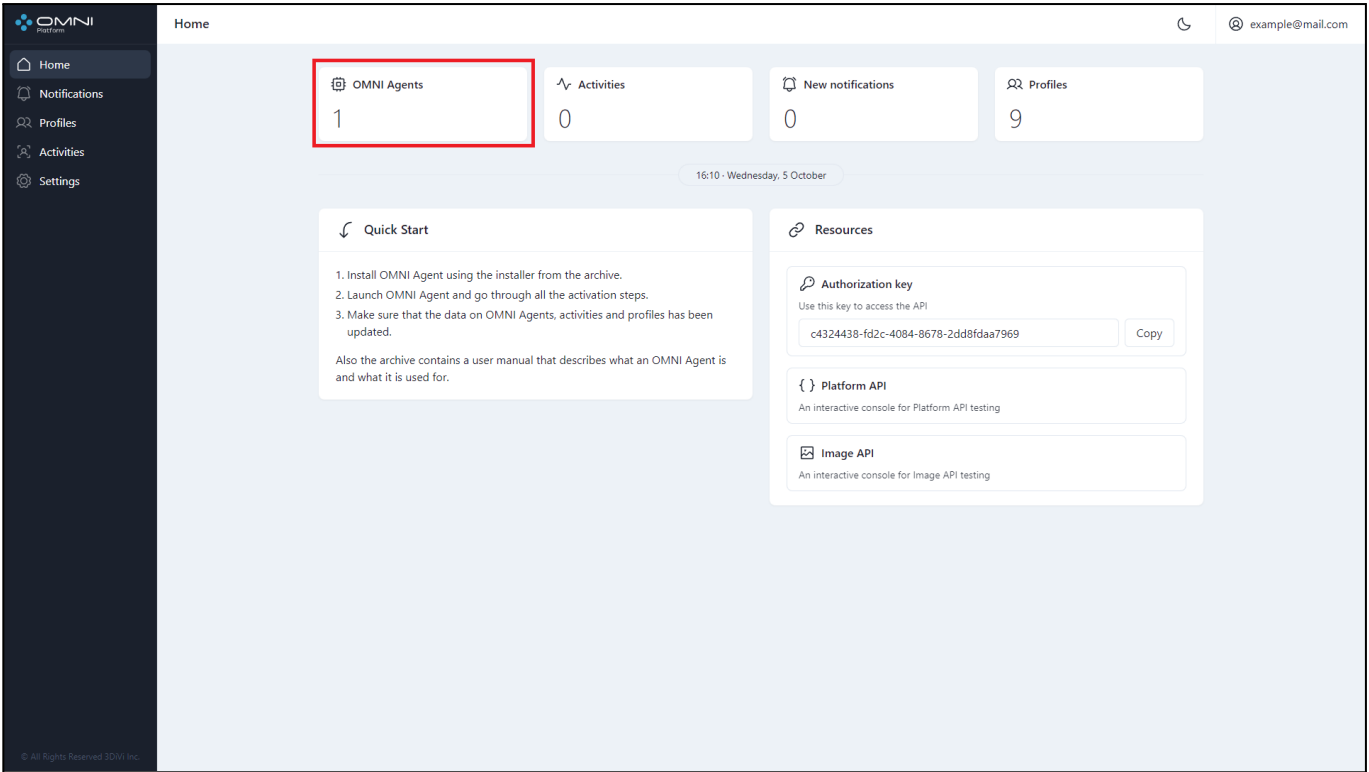 OMNI
Platform
Home
example@mail.com
Home
Notifications
Profiles
Activities
Settings
OMNI Agents
1
Activities
0
New notifications
0
Profiles
9
16:10 - Wednesday, 5 October
Quick Start
1. Install OMNI Agent using the installer from the archive.
2. Launch OMNI Agent and go through all the activation steps.
3. Make sure that the data on OMNI Agents, activities and profiles has been
updated.
Also the archive contains a user manual that describes what an OMNI Agent is
and what it is used for.
Resources
Authorization key
Use this key to access the API
c4324438-fd2c-4084-8678-2dd8fdaa7969
Copy
{ } Platform API
An interactive console for Platform API testing
Image API
An interactive console for Image API testing
© All Rights Reserved 3DiVi Inc.